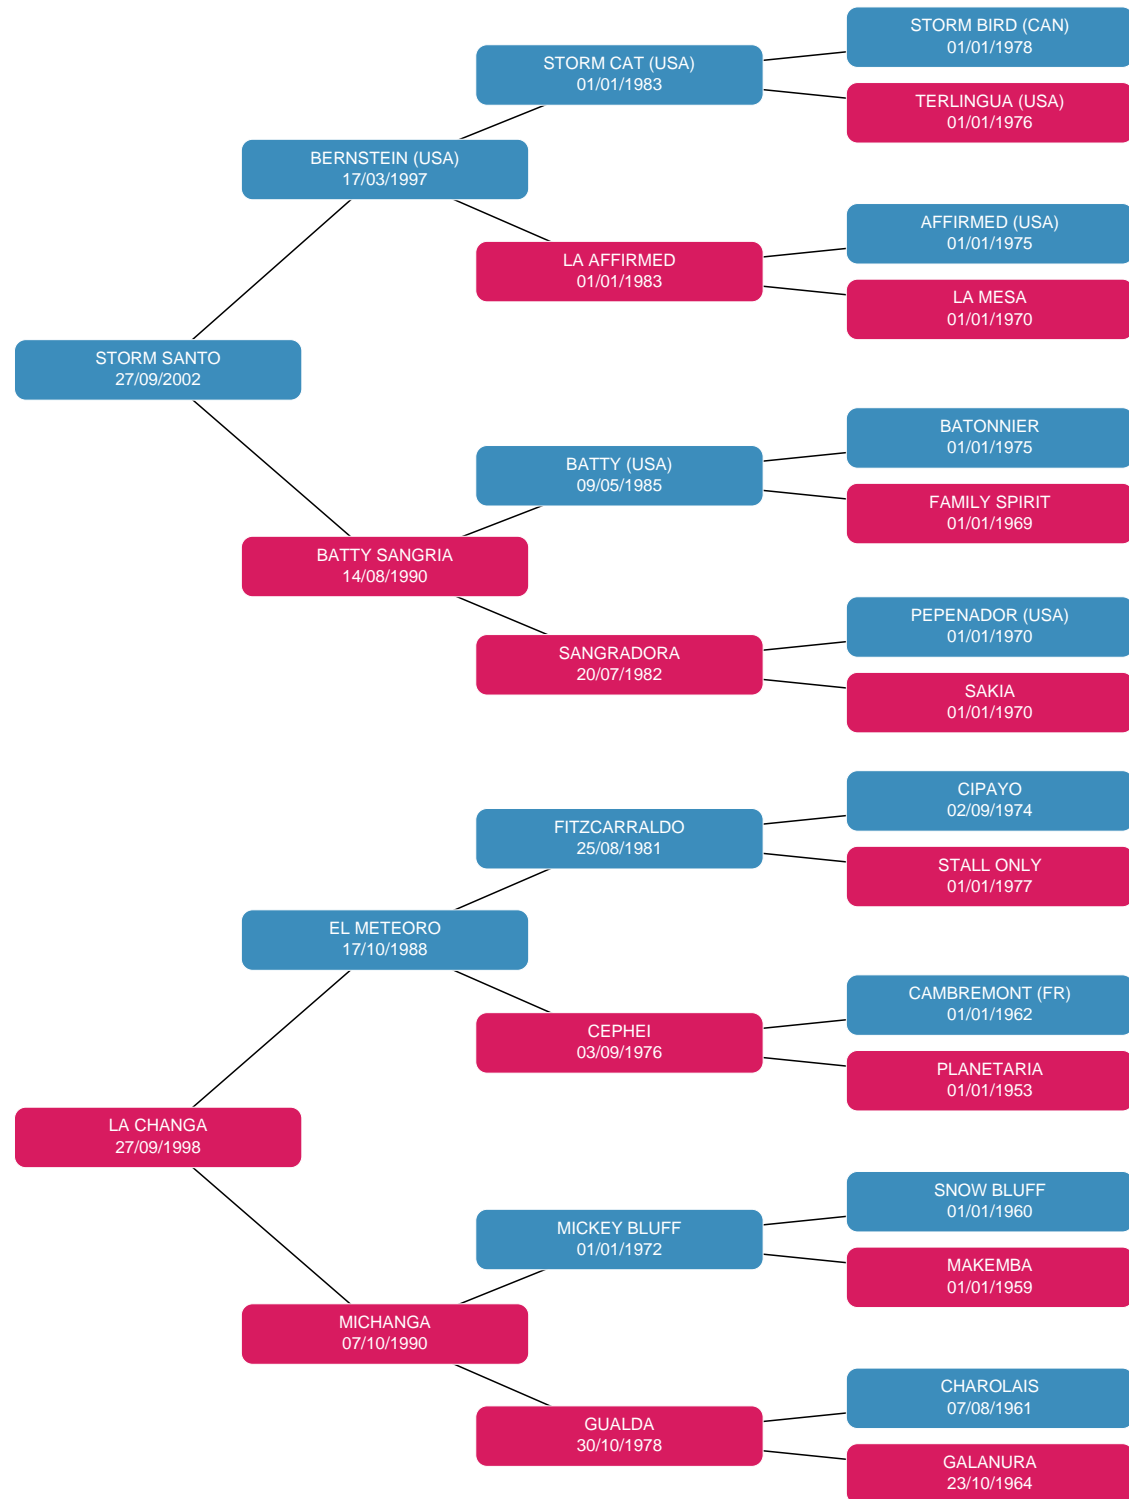 STORM BIRD (CAN)
01/01/1978
STORM CAT (USA)
01/01/1983
TERLINGUA (USA)
01/01/1976
BERNSTEIN (USA)
17/03/1997
AFFIRMED (USA)
01/01/1975
LA AFFIRMED
01/01/1983
LA MESA
01/01/1970
STORM SANTO
27/09/2002
BATONNIER
01/01/1975
BATTY (USA)
09/05/1985
FAMILY SPIRIT
01/01/1969
BATTY SANGRIA
14/08/1990
PEPENADOR (USA)
01/01/1970
SANGRADORA
20/07/1982
SAKIA
01/01/1970
CIPAYO
02/09/1974
FITZCARRALDO
25/08/1981
STALL ONLY
01/01/1977
EL METEORO
17/10/1988
CAMBREMONT (FR)
01/01/1962
CEPHEI
03/09/1976
PLANETARIA
01/01/1953
LA CHANGA
27/09/1998
SNOW BLUFF
01/01/1960
MICKEY BLUFF
01/01/1972
MAKEMBA
01/01/1959
MICHANGA
07/10/1990
CHAROLAIS
07/08/1961
GUALDA
30/10/1978
GALANURA
23/10/1964